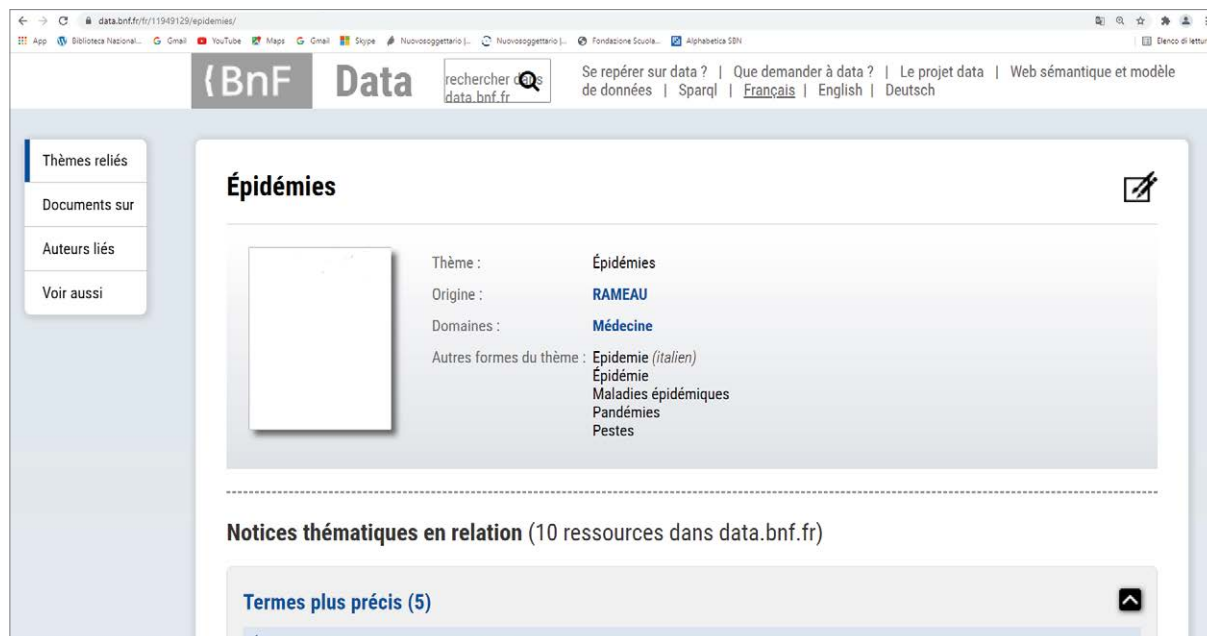 data.bnf.fr/fr/11949129/epidemies/
App Biblioteca Nazional... Gmail YouTube Maps Gmail Skype Nuovosoggettario |... Nuovosoggettario |... Fondazione Scuola... Alphabetica SBN Elenco di lettur
{BnF Data
rechercher dans
data.bnf.fr
Se repérer sur data ? | Que demander à data ? | Le projet data | Web sémantique et modèle
de données | Sparql | Français | English | Deutsch
Thèmes reliés
Documents sur
Auteurs liés
Voir aussi
Épidémies
Thème : Épidémies
Origine : RAMEAU
Domaines : Médecine
Autres formes du thème : Epidemie (italien)
Épidémie
Maladies épidémiques
Pandémies
Pestes
Notices thématiques en relation (10 ressources dans data.bnf.fr)
Termes plus précis (5)